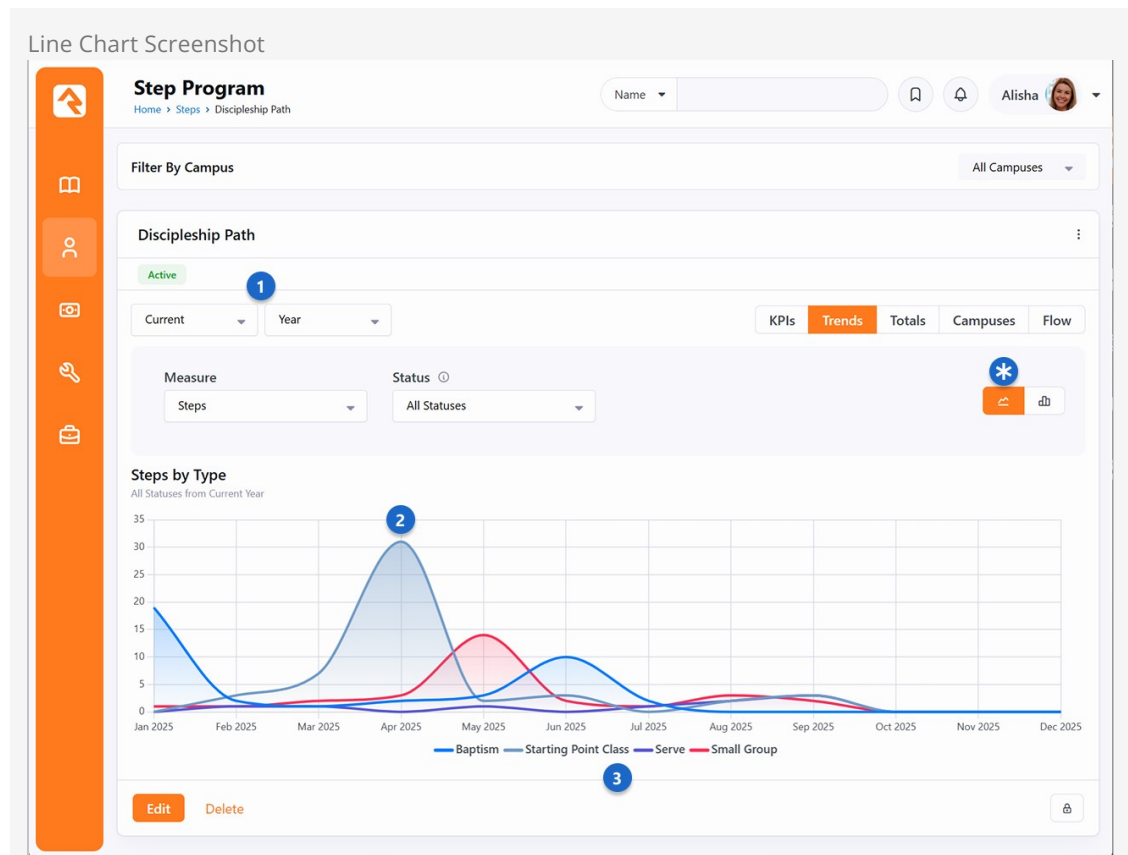 Line Chart Screenshot
Step Program
Home › Steps › Discipleship Path
Name
Alisha
Filter By Campus
All Campuses
Discipleship Path
Active
1
Current
Year
KPIs
Trends
Totals
Campuses
Flow
Measure
Status
Steps
All Statuses
Steps by Type
All Statuses from Current Year
2
35
30
25
20
15
10
5
0
Jan 2025 Feb 2025 Mar 2025 Apr 2025 May 2025 Jun 2025 Jul 2025 Aug 2025 Sep 2025 Oct 2025 Nov 2025 Dec 2025
Baptism Starting Point Class Serve Small Group
3
Edit
Delete